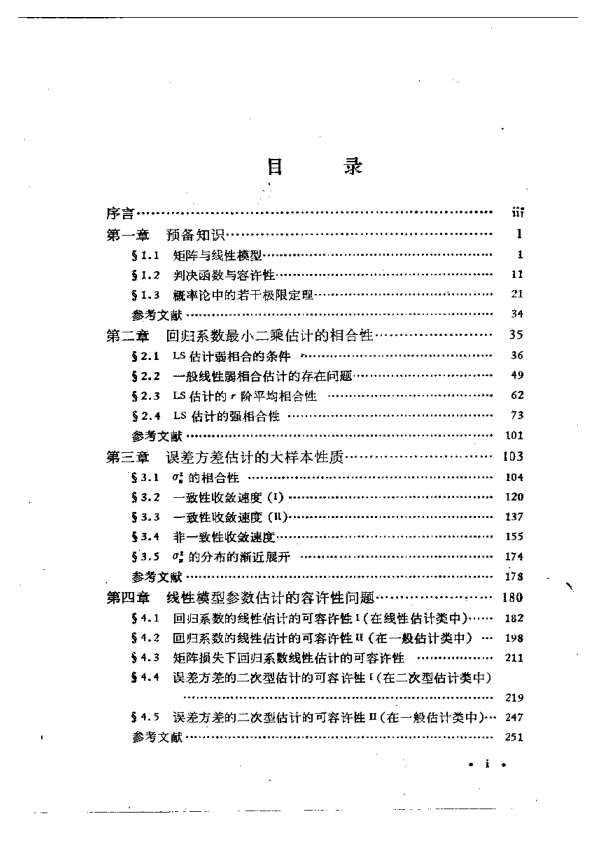 目 录
序言 iii
第一章 预备知识 1
§1.1 矩阵与线性模型 1
§1.2 判决函数与容许性 11
§1.3 概率论中的若干极限定理 21
参考文献 34
第二章 回归系数最小二乘估计的相合性 35
§2.1 LS 估计弱相合的条件 36
§2.2 一般线性弱相合估计的存在问题 49
§2.3 LS 估计的 r 阶平均相合性 62
§2.4 LS 估计的强相合性 73
参考文献 101
第三章 误差方差估计的大样本性质 103
§3.1 σ̂²ₙ 的相合性 104
§3.2 一致性收敛速度 (I) 120
§3.3 一致性收敛速度 (II) 137
§3.4 非一致性收敛速度 155
§3.5 σ̂²ₙ 的分布的渐近展开 174
参考文献 178
第四章 线性模型参数估计的容许性问题 180
§4.1 回归系数的线性估计的可容许性 I (在线性估计类中) 182
§4.2 回归系数的线性估计的可容许性 II (在一般估计类中) 198
§4.3 矩阵损失下回归系数线性估计的可容许性 211
§4.4 误差方差的二次型估计的可容许性 I (在二次型估计类中)
219
§4.5 误差方差的二次型估计的可容许性 II (在一般估计类中) 247
参考文献 251
• i •